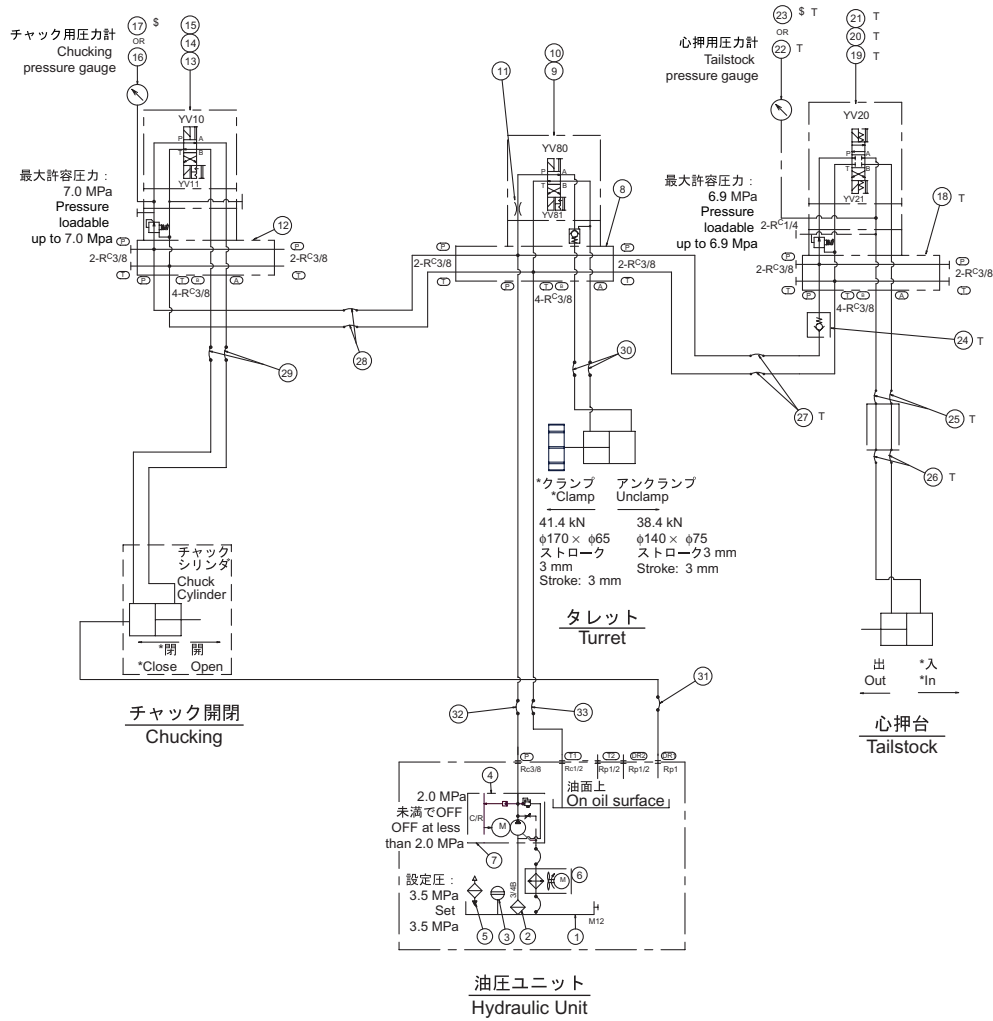 17 $
OR
16
チャック用圧力計
Chucking
pressure gauge
15
14
13
YV10
P A
T B
YV11
最大許容圧力：
7.0 MPa
Pressure
loadable
up to 7.0 Mpa
12
P
P
2-RC3/8
2-RC3/8
T
T
P
T
B
A
4-RC3/8
28
29
10
9
11
YV80
P A
T B
YV81
8
P
P
2-RC3/8
2-RC3/8
T
T
P
T
B
A
4-RC3/8
30
23 $ T
OR
22 T
心押用圧力計
Tailstock
pressure gauge
21 T
20 T
19 T
YV20
P A
T B
YV21
最大許容圧力：
6.9 MPa
Pressure
loadable
up to 6.9 Mpa
2-RC1/4
18 T
P
P
2-RC3/8
2-RC3/8
T
T
P
T
B
A
4-RC3/8
24 T
27 T
25 T
26 T
*クランプ アンクランプ
*Clamp Unclamp
41.4 kN 38.4 kN
φ170× φ65 φ140× φ75
ストローク ストローク3 mm
3 mm Stroke: 3 mm
Stroke: 3 mm
タレット
Turret
チャック
シリンダ
Chuck
Cylinder
*閉 開
*Close Open
チャック開閉
Chucking
出 *入
Out *In
心押台
Tailstock
31
32
33
P T1 T2 DR2 DR1
Rc3/8 Rc1/2 Rp1/2 Rp1/2 Rp1
油面上
On oil surface
4
2.0 MPa
未満でOFF
OFF at less
than 2.0 MPa
C/R
M
7
設定圧：
3.5 MPa
Set
3.5 MPa
3/4B
M
6
M12
5
3
2
1
油圧ユニット
Hydraulic Unit